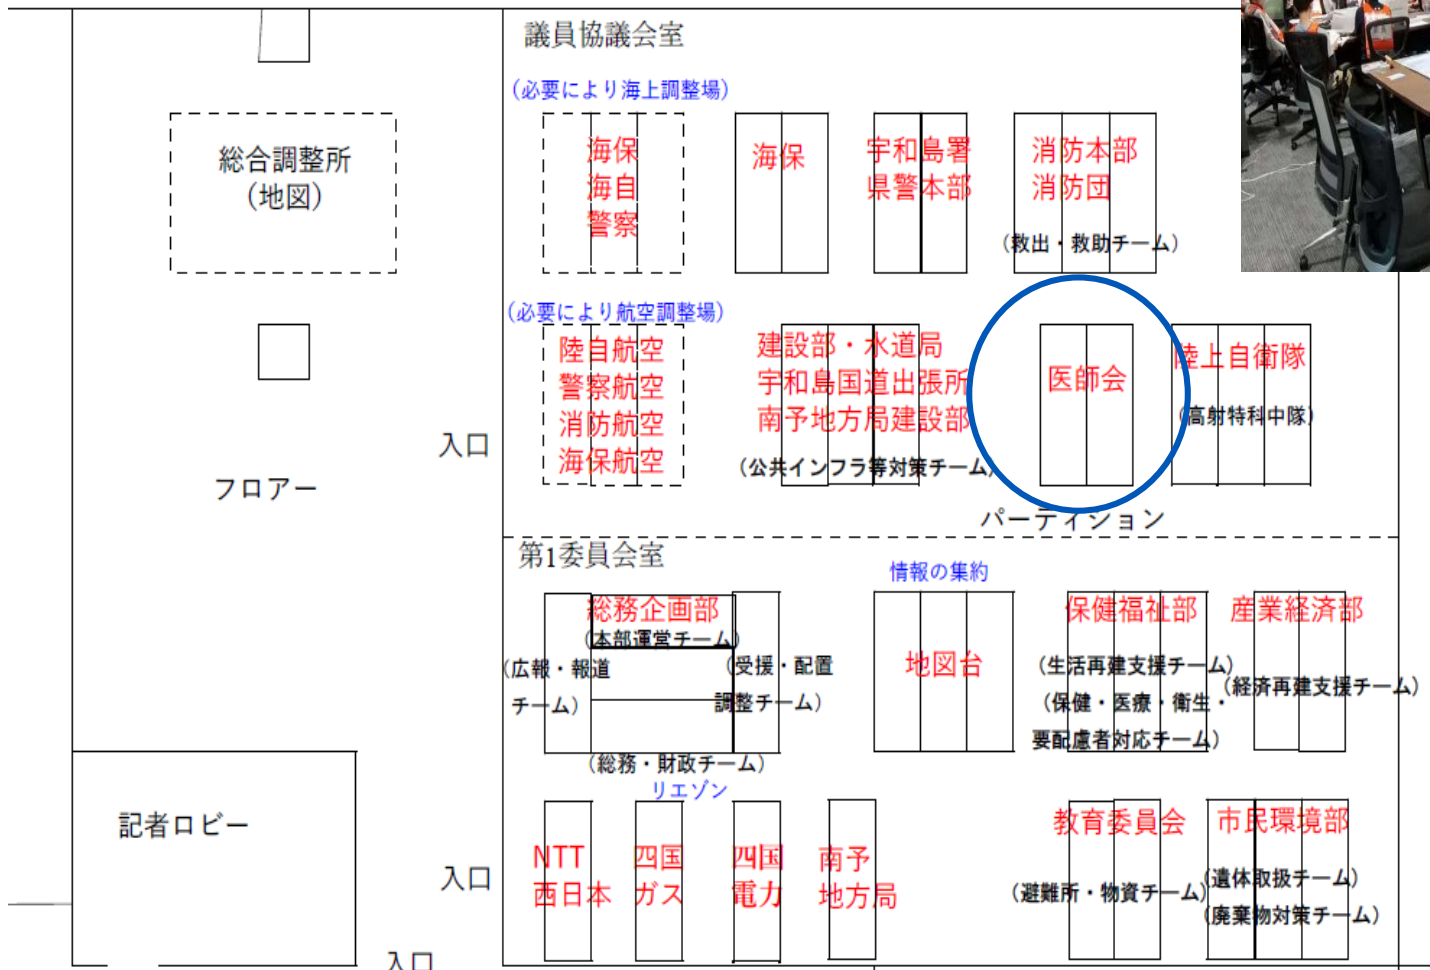 議員協議会室
(必要により海上調整場)
総合調整所
(地図)
海保
海自
警察
海保
宇和島署
県警本部
消防本部
消防団
(救出・救助チーム)
(必要により航空調整場)
陸自航空
警察航空
消防航空
海保航空
建設部・水道局
宇和島国道出張所
南予地方局建設部
(公共インフラ等対策チーム)
医師会
陸上自衛隊
(高射特科中隊)
入口
フロアー
パーティション
第1委員会室
情報の集約
総務企画部
(本部運営チーム)
(広報・報道
チーム)
(受援・配置
調整チーム)
(総務・財政チーム)
地図台
保健福祉部
(生活再建支援チーム)
(保健・医療・衛生・
要配慮者対応チーム)
産業経済部
(経済再建支援チーム)
リエゾン
記者ロビー
入口
NTT
西日本
四国
ガス
四国
電力
南予
地方局
教育委員会
(避難所・物資チーム)
市民環境部
(遺体取扱チーム)
(廃棄物対策チーム)
入口